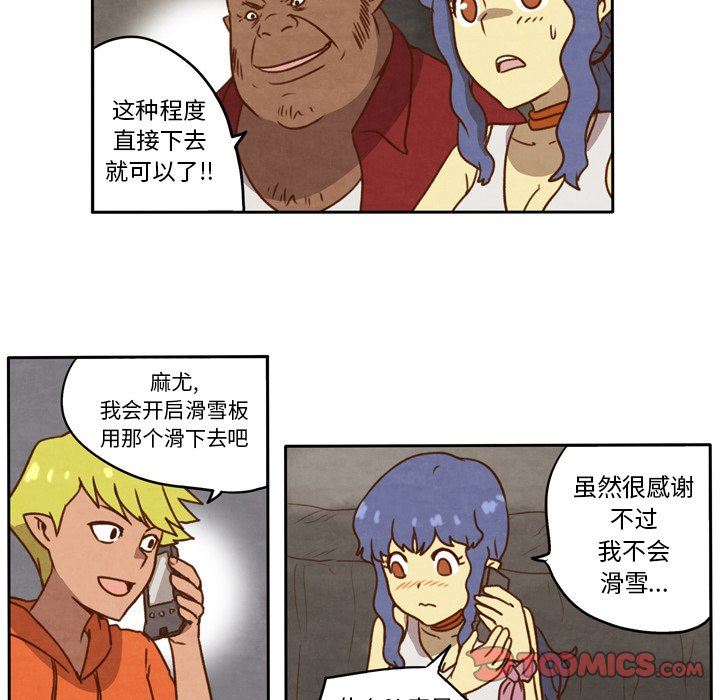 这种程度
直接下去
就可以了!!
麻尤,
我会开启滑雪板
用那个滑下去吧
虽然很感谢
不过
我不会
滑雪...
TOOMICS.COM